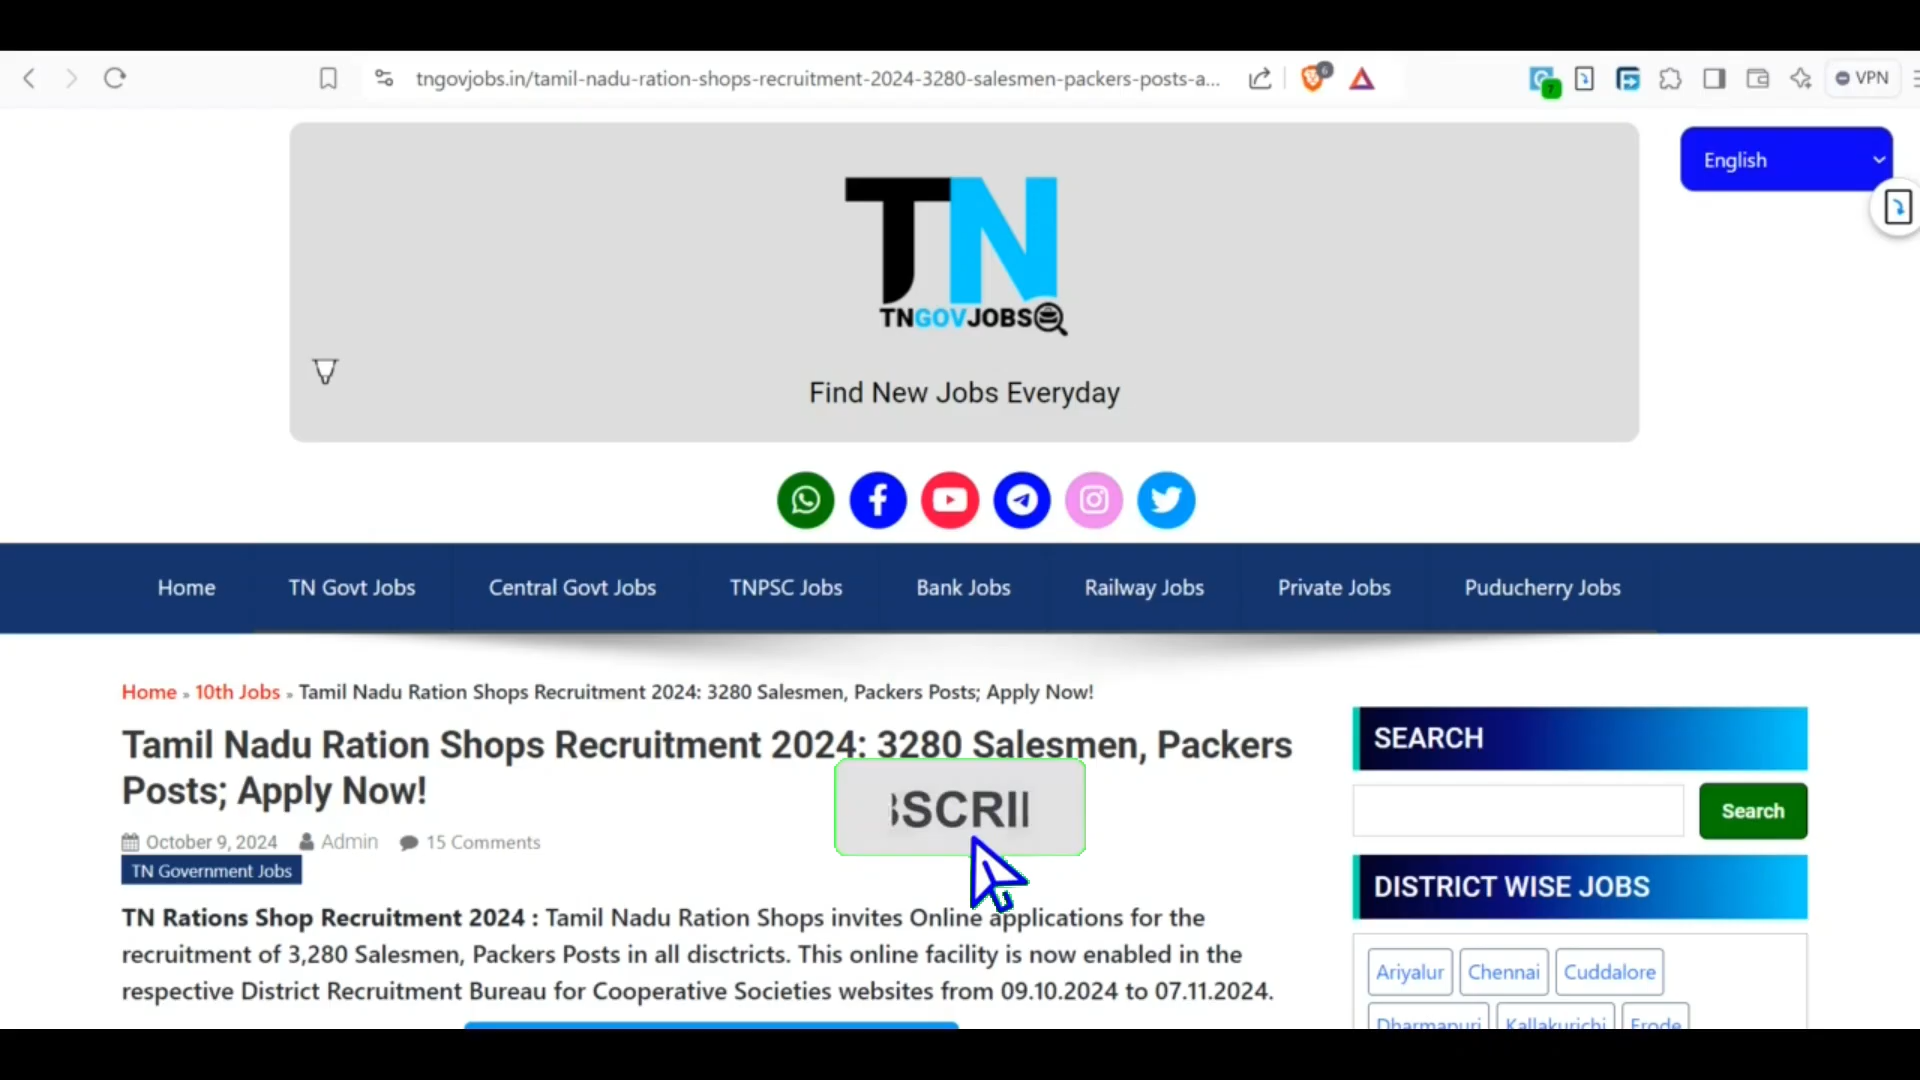 tngovjobs.in/tamil-nadu-ration-shops-recruitment-2024-3280-salesmen-packers-posts-a...
6
7
VPN
English
TN
TNGOVJOBS
Find New Jobs Everyday
Home TN Govt Jobs Central Govt Jobs TNPSC Jobs Bank Jobs Railway Jobs Private Jobs Puducherry Jobs
Home » 10th Jobs » Tamil Nadu Ration Shops Recruitment 2024: 3280 Salesmen, Packers Posts; Apply Now!
Tamil Nadu Ration Shops Recruitment 2024: 3280 Salesmen, Packers
Posts; Apply Now!
October 9, 2024 Admin 15 Comments
TN Government Jobs
TN Rations Shop Recruitment 2024 : Tamil Nadu Ration Shops invites Online applications for the
recruitment of 3,280 Salesmen, Packers Posts in all disctricts. This online facility is now enabled in the
respective District Recruitment Bureau for Cooperative Societies websites from 09.10.2024 to 07.11.2024.
SEARCH
Search
DISTRICT WISE JOBS
Ariyalur Chennai Cuddalore
Dharmapuri Kallakurichi Erode